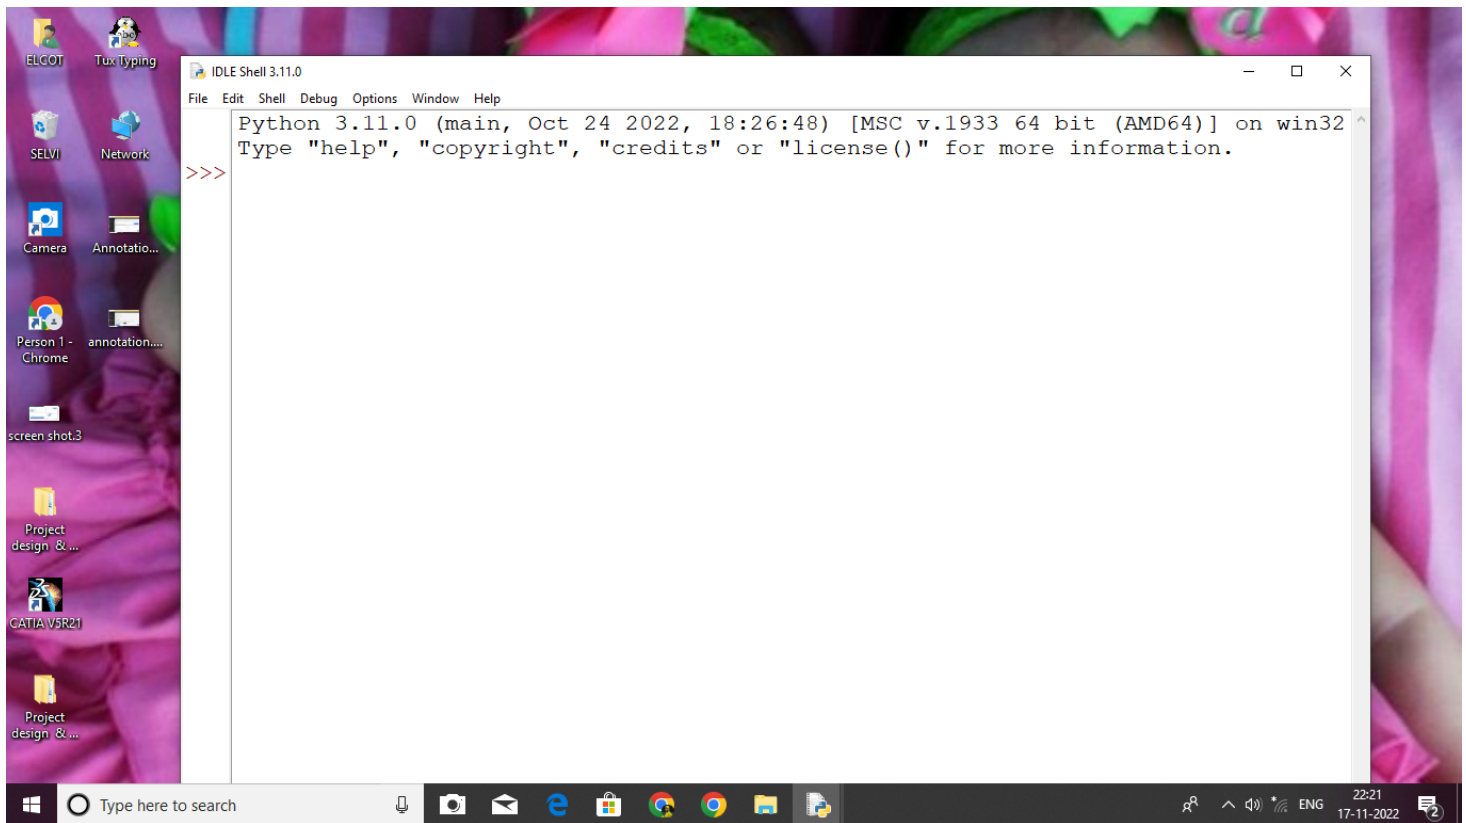 ELCOT
Tux Typing
SELVI
Network
Camera
Annotatio...
Person 1 -
Chrome
annotation....
screen shot.3
Project
design & ...
CATIA V5R21
Project
design & ...
IDLE Shell 3.11.0
File Edit Shell Debug Options Window Help
Python 3.11.0 (main, Oct 24 2022, 18:26:48) [MSC v.1933 64 bit (AMD64)] on win32
Type "help", "copyright", "credits" or "license()" for more information.
>>>
Type here to search
ENG
22:21
17-11-2022
2